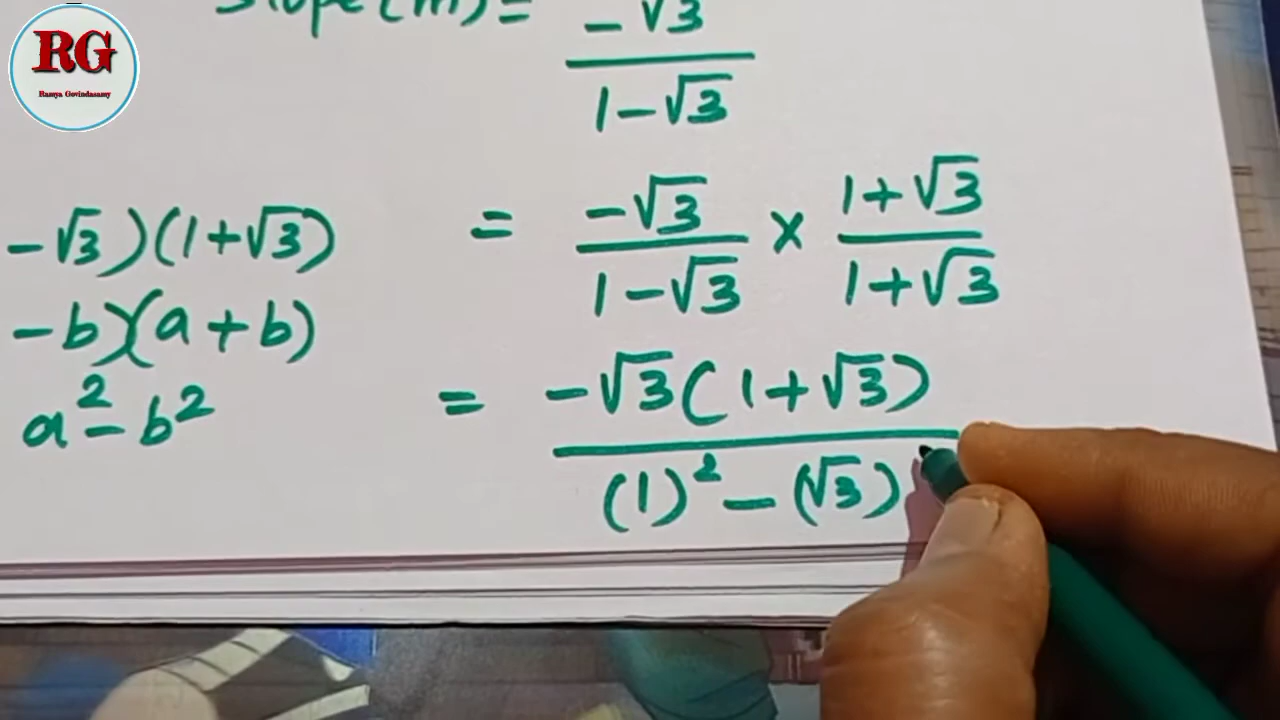 RG
Ramya Govindasamy
Slope(m) = -√3 / 1-√3
-√3)(1+√3)
-b)(a+b)
a²-b²
= -√3 / 1-√3 × 1+√3 / 1+√3
= -√3(1+√3) / (1)² - (√3)